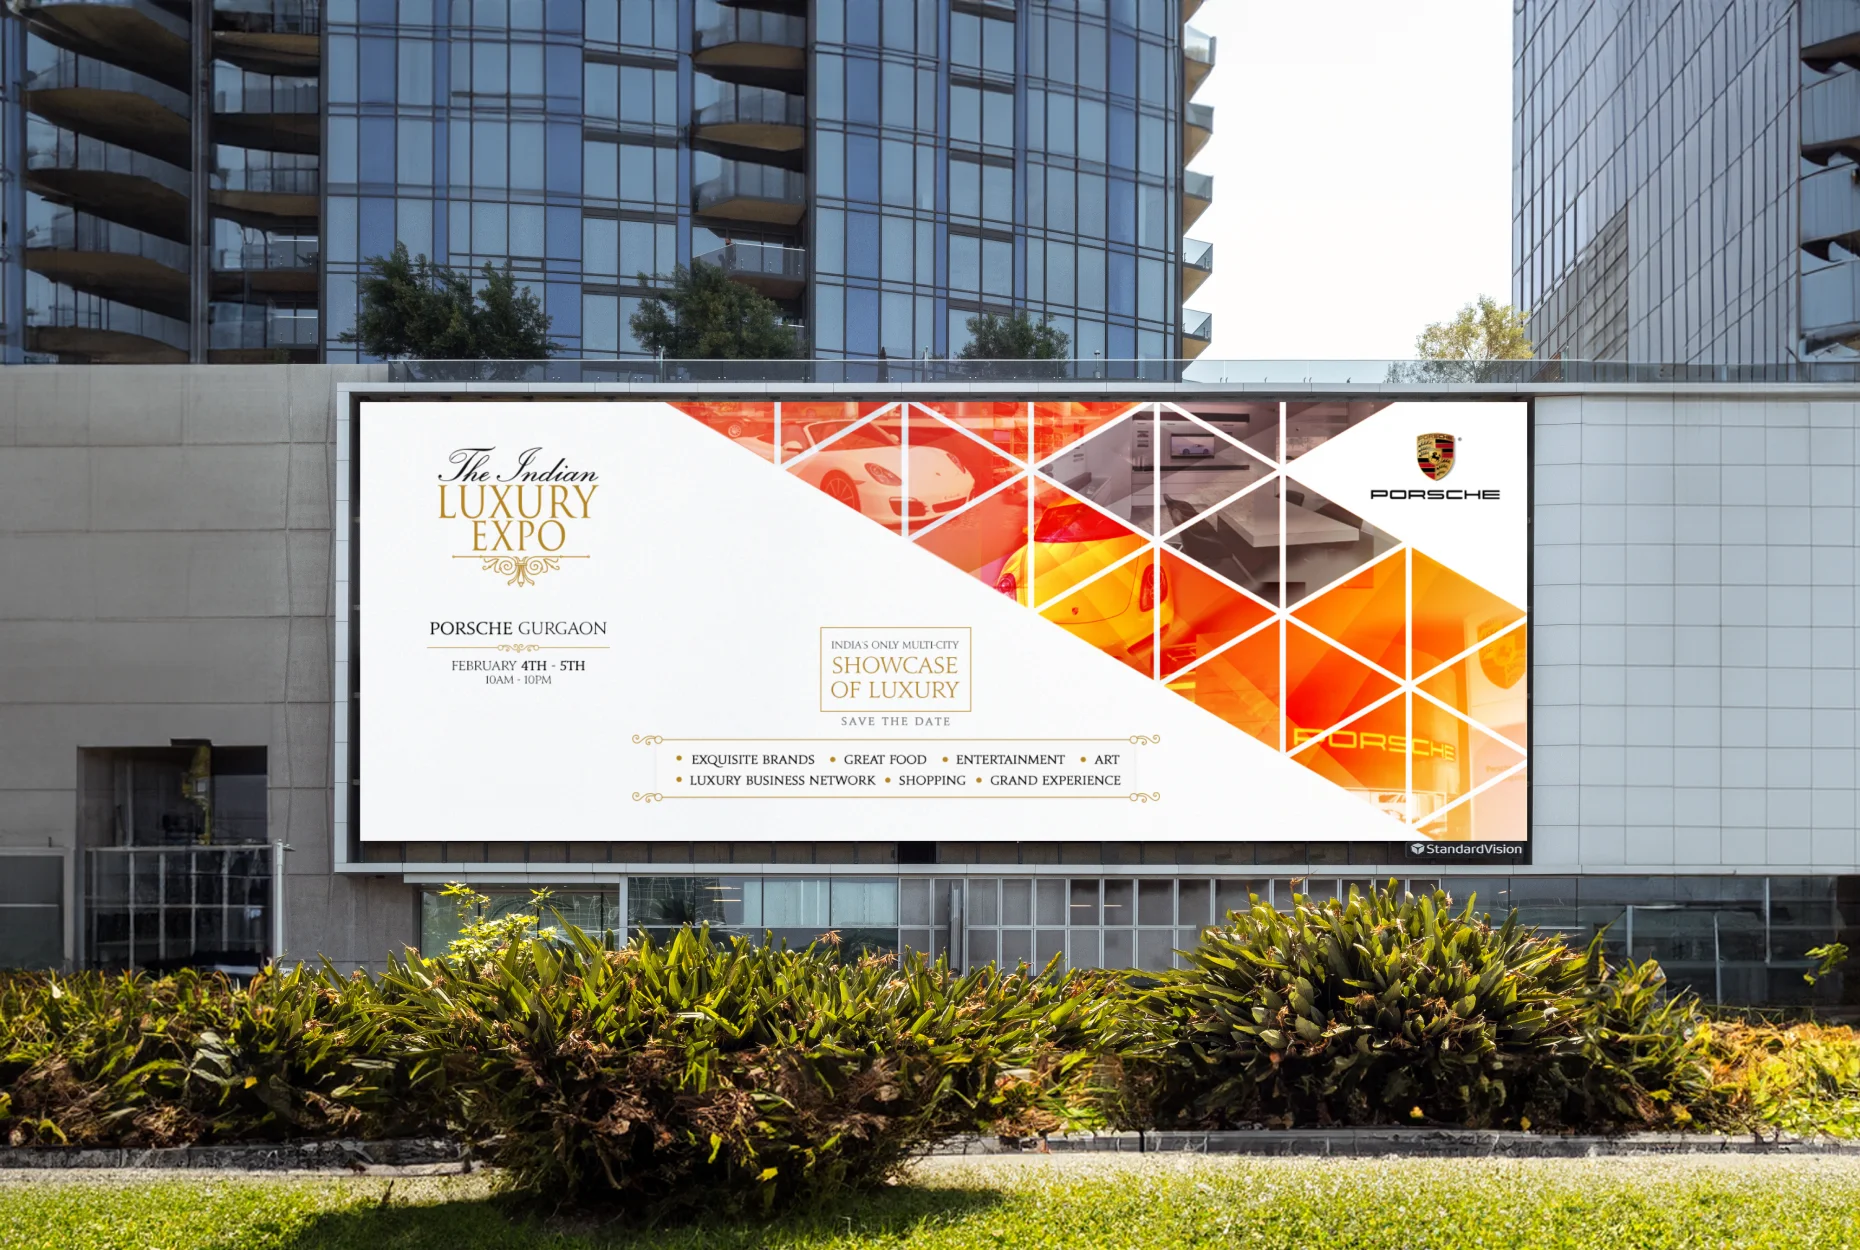 The Indian
LUXURY
EXPO
PORSCHE GURGAON
FEBRUARY 4TH - 5TH
10AM - 10PM
INDIA'S ONLY MULTI-CITY
SHOWCASE
OF LUXURY
SAVE THE DATE
• EXQUISITE BRANDS • GREAT FOOD • ENTERTAINMENT • ART
• LUXURY BUSINESS NETWORK • SHOPPING • GRAND EXPERIENCE
PORSCHE
PORSCHE
StandardVision